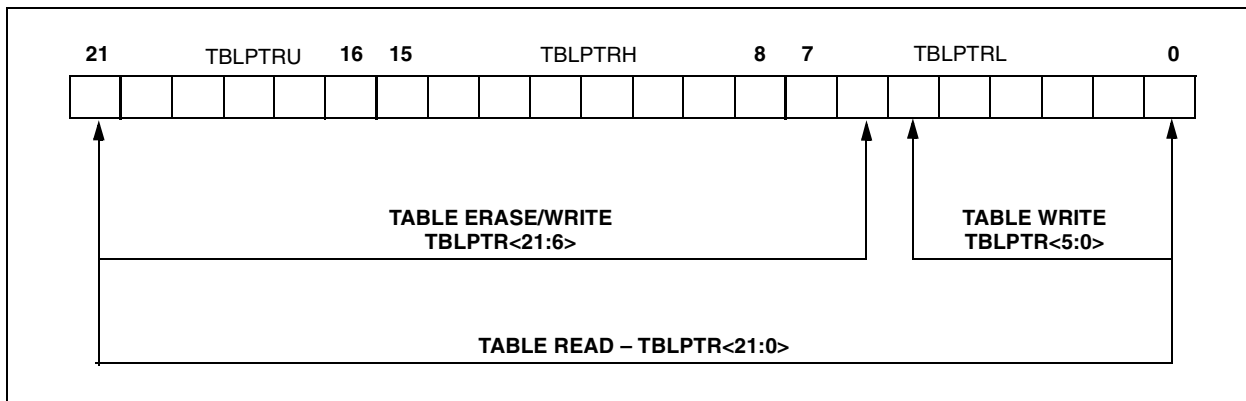 21 TBLPTRU 16 15 TBLPTRH 8 7 TBLPTRL 0
TABLE ERASE/WRITE
TBLPTR<21:6>
TABLE WRITE
TBLPTR<5:0>
TABLE READ – TBLPTR<21:0>